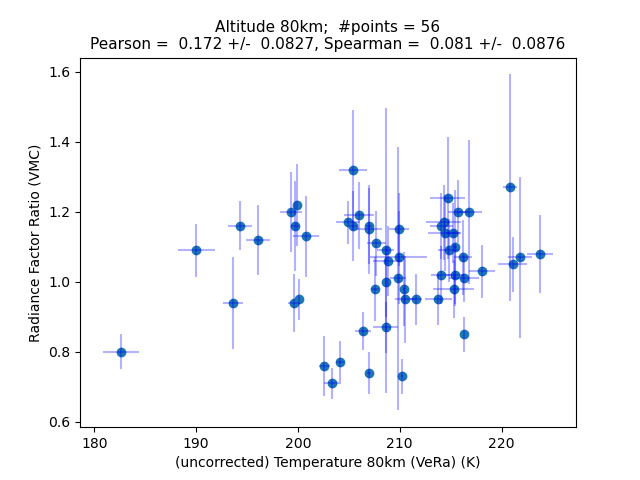 Altitude 80km;  #points = 56
Pearson =  0.172 +/-  0.0827, Spearman =  0.081 +/-  0.0876
1.6
1.4
1.2
1.0
0.8
0.6
Radiance Factor Ratio (VMC)
180 190 200 210 220
(uncorrected) Temperature 80km (VeRa) (K)